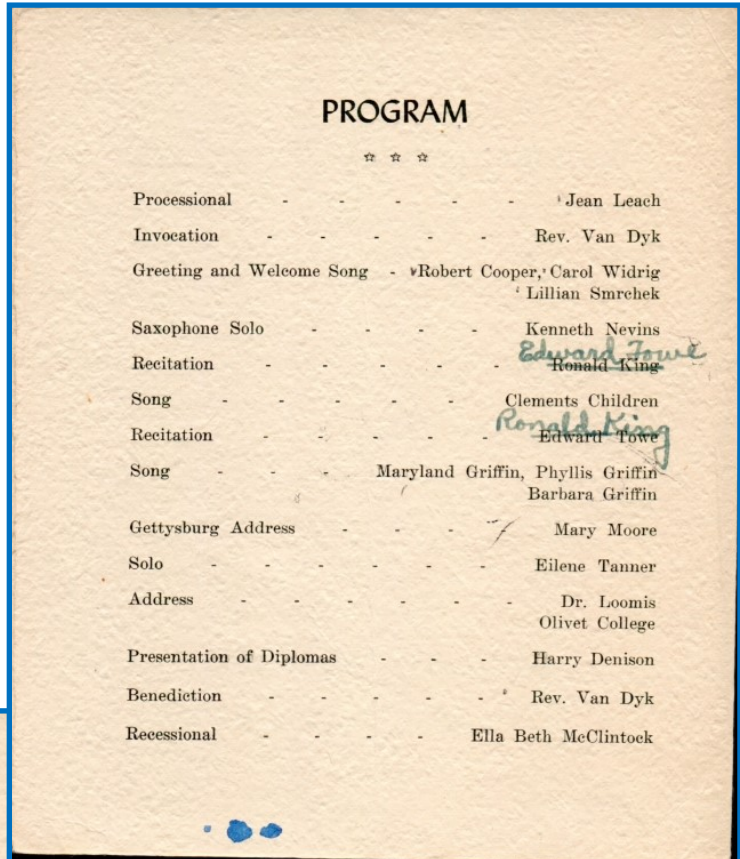 PROGRAM
☆ ☆ ☆
Processional - - - - - Jean Leach
Invocation - - - - - Rev. Van Dyk
Greeting and Welcome Song - Robert Cooper, Carol Widrig
Lillian Smrchek
Saxophone Solo - - - - Kenneth Nevins
Edward Towe
Recitation - - - - - Ronald King
Song - - - - - Clements Children
Ronald King
Recitation - - - - - Edward Towe
Song - - - Maryland Griffin, Phyllis Griffin
Barbara Griffin
Gettysburg Address - - - - Mary Moore
Solo - - - - - - Eilene Tanner
Address - - - - - - Dr. Loomis
Olivet College
Presentation of Diplomas - - - Harry Denison
Benediction - - - - - Rev. Van Dyk
Recessional - - - - Ella Beth McClintock